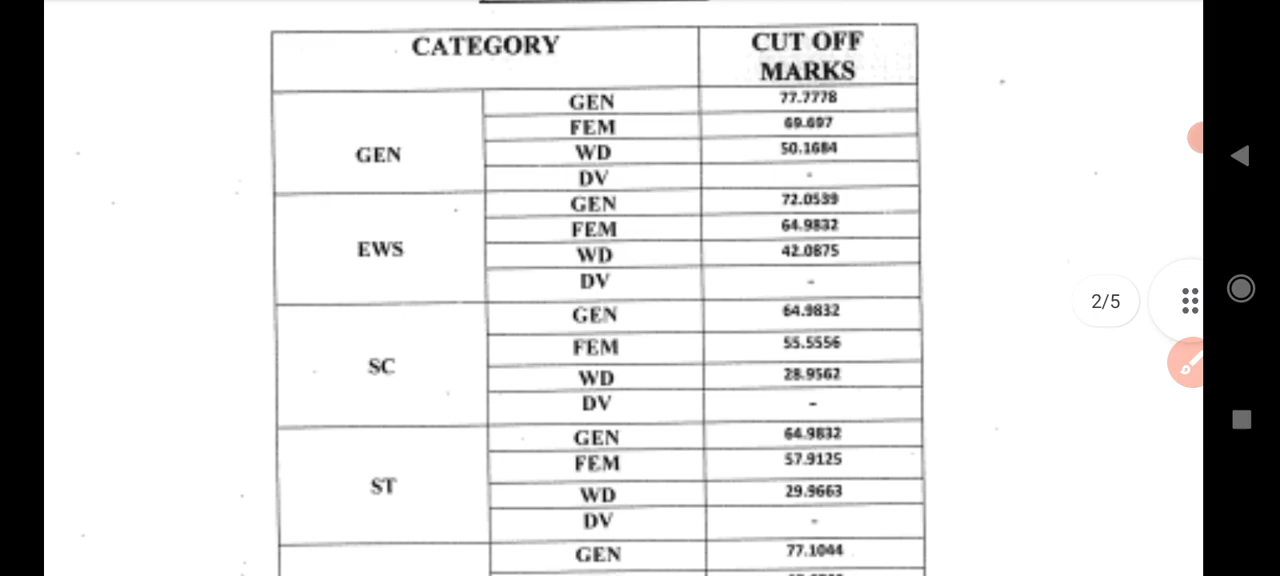 CATEGORY CUT OFF MARKS
GEN GEN 77.7778
FEM 69.697
WD 50.1684
DV -
EWS GEN 72.0539
FEM 64.9832
WD 42.0875
DV -
SC GEN 64.9832
FEM 55.5556
WD 28.9562
DV -
ST GEN 64.9832
FEM 57.9125
WD 29.9663
DV -
GEN 77.1044
2/5